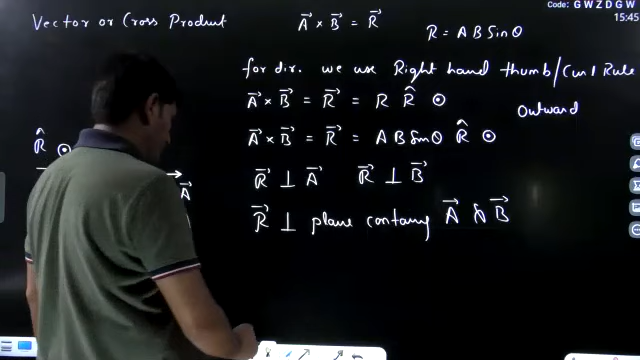 Code: G W Z D G W
15:45
Vector or Cross Product
A⃗ × B⃗ = R⃗
R = A B Sinθ
for dir. we use Right hand thumb/Curl Rule
A⃗ × B⃗ = R⃗ = R R̂ ⊙
Outward
A⃗ × B⃗ = R⃗ = A B Sinθ R̂ ⊙
R̂ ⊙
A⃗
R⃗ ⊥ A⃗ R⃗ ⊥ B⃗
R⃗ ⊥ plane containg A⃗ & B⃗